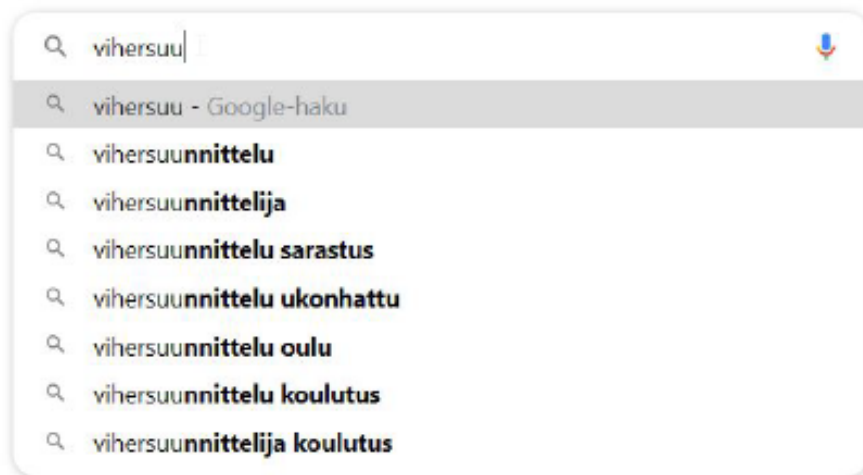 vihersuu
vihersuu - Google-haku
vihersuunnittelu
vihersuunnittelija
vihersuunnittelu sarastus
vihersuunnittelu ukonhattu
vihersuunnittelu oulu
vihersuunnittelu koulutus
vihersuunnittelija koulutus